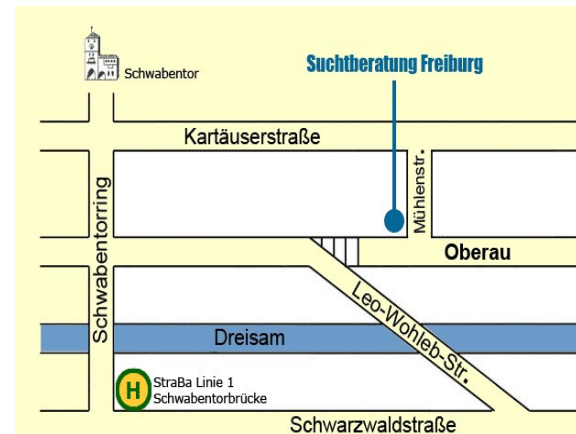 Schwabentor
Suchtberatung Freiburg
Kartäuserstraße
Mühlenstr.
Schwabentorring
Oberau
Leo-Wohleb-Str.
Dreisam
H
StraBa Linie 1
Schwabentorbrücke
Schwarzwaldstraße